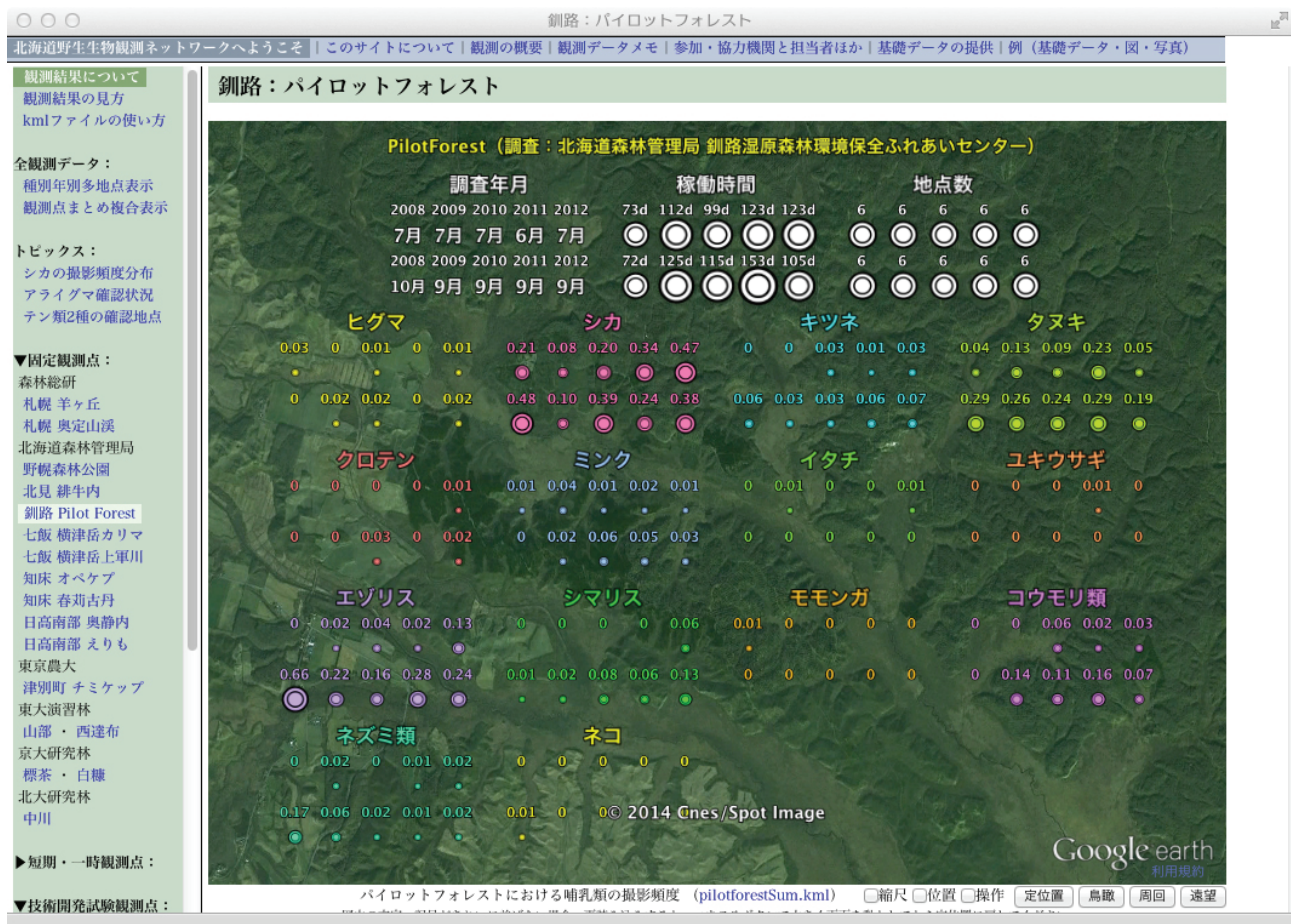 釧路：パイロットフォレスト
北海道野生生物観測ネットワークへようこそ | このサイトについて | 観測の概要 | 観測データメモ | 参加・協力機関と担当者ほか | 基礎データの提供 | 例（基礎データ・図・写真）
観測結果について
観測結果の見方
kmlファイルの使い方
全観測データ：
種別年別多地点表示
観測点まとめ複合表示
トピックス：
シカの撮影頻度分布
アライグマ確認状況
テン類2種の確認地点
▼固定観測点：
森林総研
札幌 羊ヶ丘
札幌 奥定山渓
北海道森林管理局
野幌森林公園
北見 緋牛内
釧路 Pilot Forest
七飯 横津岳カリマ
七飯 横津岳上軍川
知床 オペケプ
知床 春苅古丹
日高南部 奥静内
日高南部 えりも
東京農大
津別町 チミケップ
東大演習林
山部 ・ 西達布
京大研究林
標茶 ・ 白糠
北大研究林
中川
▶短期・一時観測点：
▼技術開発試験観測点：
釧路：パイロットフォレスト
PilotForest（調査：北海道森林管理局 釧路湿原森林環境保全ふれあいセンター）
調査年月 稼働時間 地点数
2008 2009 2010 2011 2012 73d 112d 99d 123d 123d 6 6 6 6 6
7月 7月 7月 6月 7月
2008 2009 2010 2011 2012 72d 125d 115d 153d 105d 6 6 6 6 6
10月 9月 9月 9月 9月
ヒグマ シカ キツネ タヌキ
0.03 0 0.01 0 0.01 0.21 0.08 0.20 0.34 0.47 0 0 0.03 0.01 0.03 0.04 0.13 0.09 0.23 0.05
0 0.02 0.02 0 0.02 0.48 0.10 0.39 0.24 0.38 0.06 0.03 0.03 0.06 0.07 0.29 0.26 0.24 0.29 0.19
クロテン ミンク イタチ ユキウサギ
0 0 0 0 0.01 0.01 0.04 0.01 0.02 0.01 0 0.01 0 0 0.01 0 0 0 0.01 0
0 0 0.03 0 0.02 0 0.02 0.06 0.05 0.03 0 0 0 0 0 0 0 0 0 0
エゾリス シマリス モモンガ コウモリ類
0 0.02 0.04 0.02 0.13 0 0 0 0 0.06 0.01 0 0 0 0 0 0 0.06 0.02 0.03
0.66 0.22 0.16 0.28 0.24 0.01 0.02 0.08 0.06 0.13 0 0 0 0 0 0 0.14 0.11 0.16 0.07
ネズミ類 ネコ
0 0.02 0 0.01 0.02 0 0 0 0 0
0.17 0.06 0.02 0.01 0.02 0.01 0 0 0
© 2014 Cnes/Spot Image
Google earth
利用規約
パイロットフォレストにおける哺乳類の撮影頻度 （pilotforestSum.kml） 縮尺 位置 操作 定位置 鳥瞰 周回 遠望